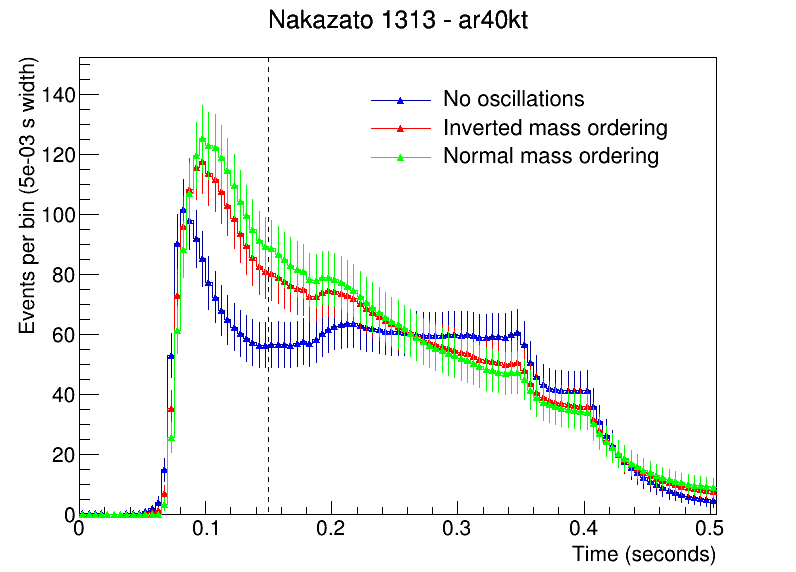 Nakazato 1313 - ar40kt
Events per bin (5e-03 s width)
140
120
100
80
60
40
20
0
No oscillations
Inverted mass ordering
Normal mass ordering
0 0.1 0.2 0.3 0.4 0.5
Time (seconds)